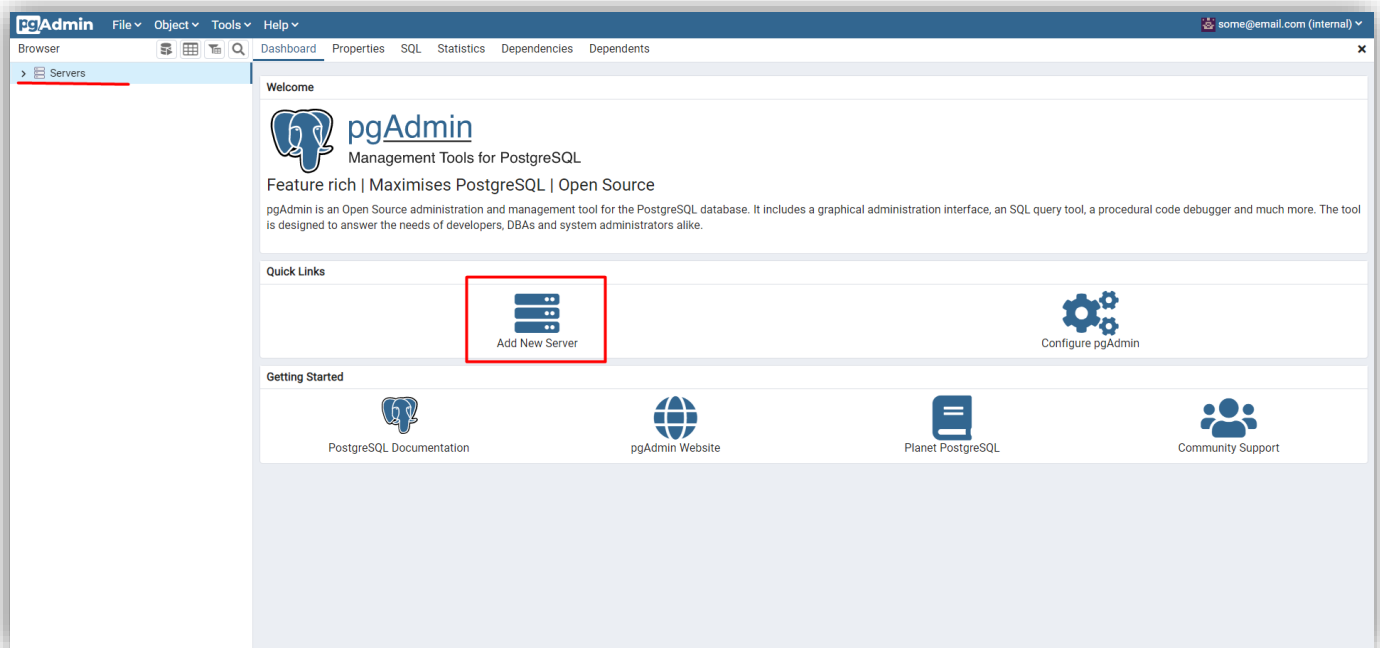 pgAdmin File Object Tools Help some@email.com (internal)
Browser Dashboard Properties SQL Statistics Dependencies Dependents
Servers
Welcome
pgAdmin
Management Tools for PostgreSQL
Feature rich | Maximises PostgreSQL | Open Source
pgAdmin is an Open Source administration and management tool for the PostgreSQL database. It includes a graphical administration interface, an SQL query tool, a procedural code debugger and much more. The tool
is designed to answer the needs of developers, DBAs and system administrators alike.
Quick Links
Add New Server Configure pgAdmin
Getting Started
PostgreSQL Documentation pgAdmin Website Planet PostgreSQL Community Support